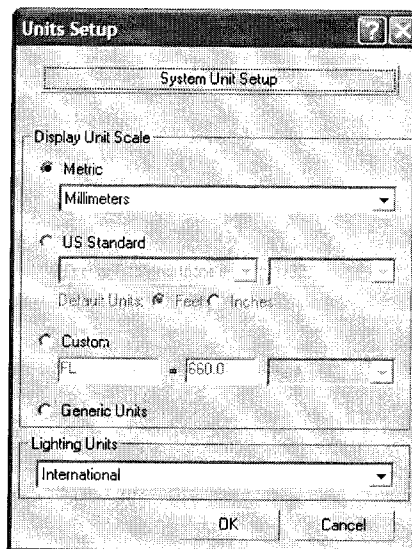 Units Setup
System Unit Setup
Display Unit Scale
Metric
Millimeters
US Standard
Default Units: Feet Inches
Custom
FL = 660.0
Generic Units
Lighting Units
International
OK Cancel